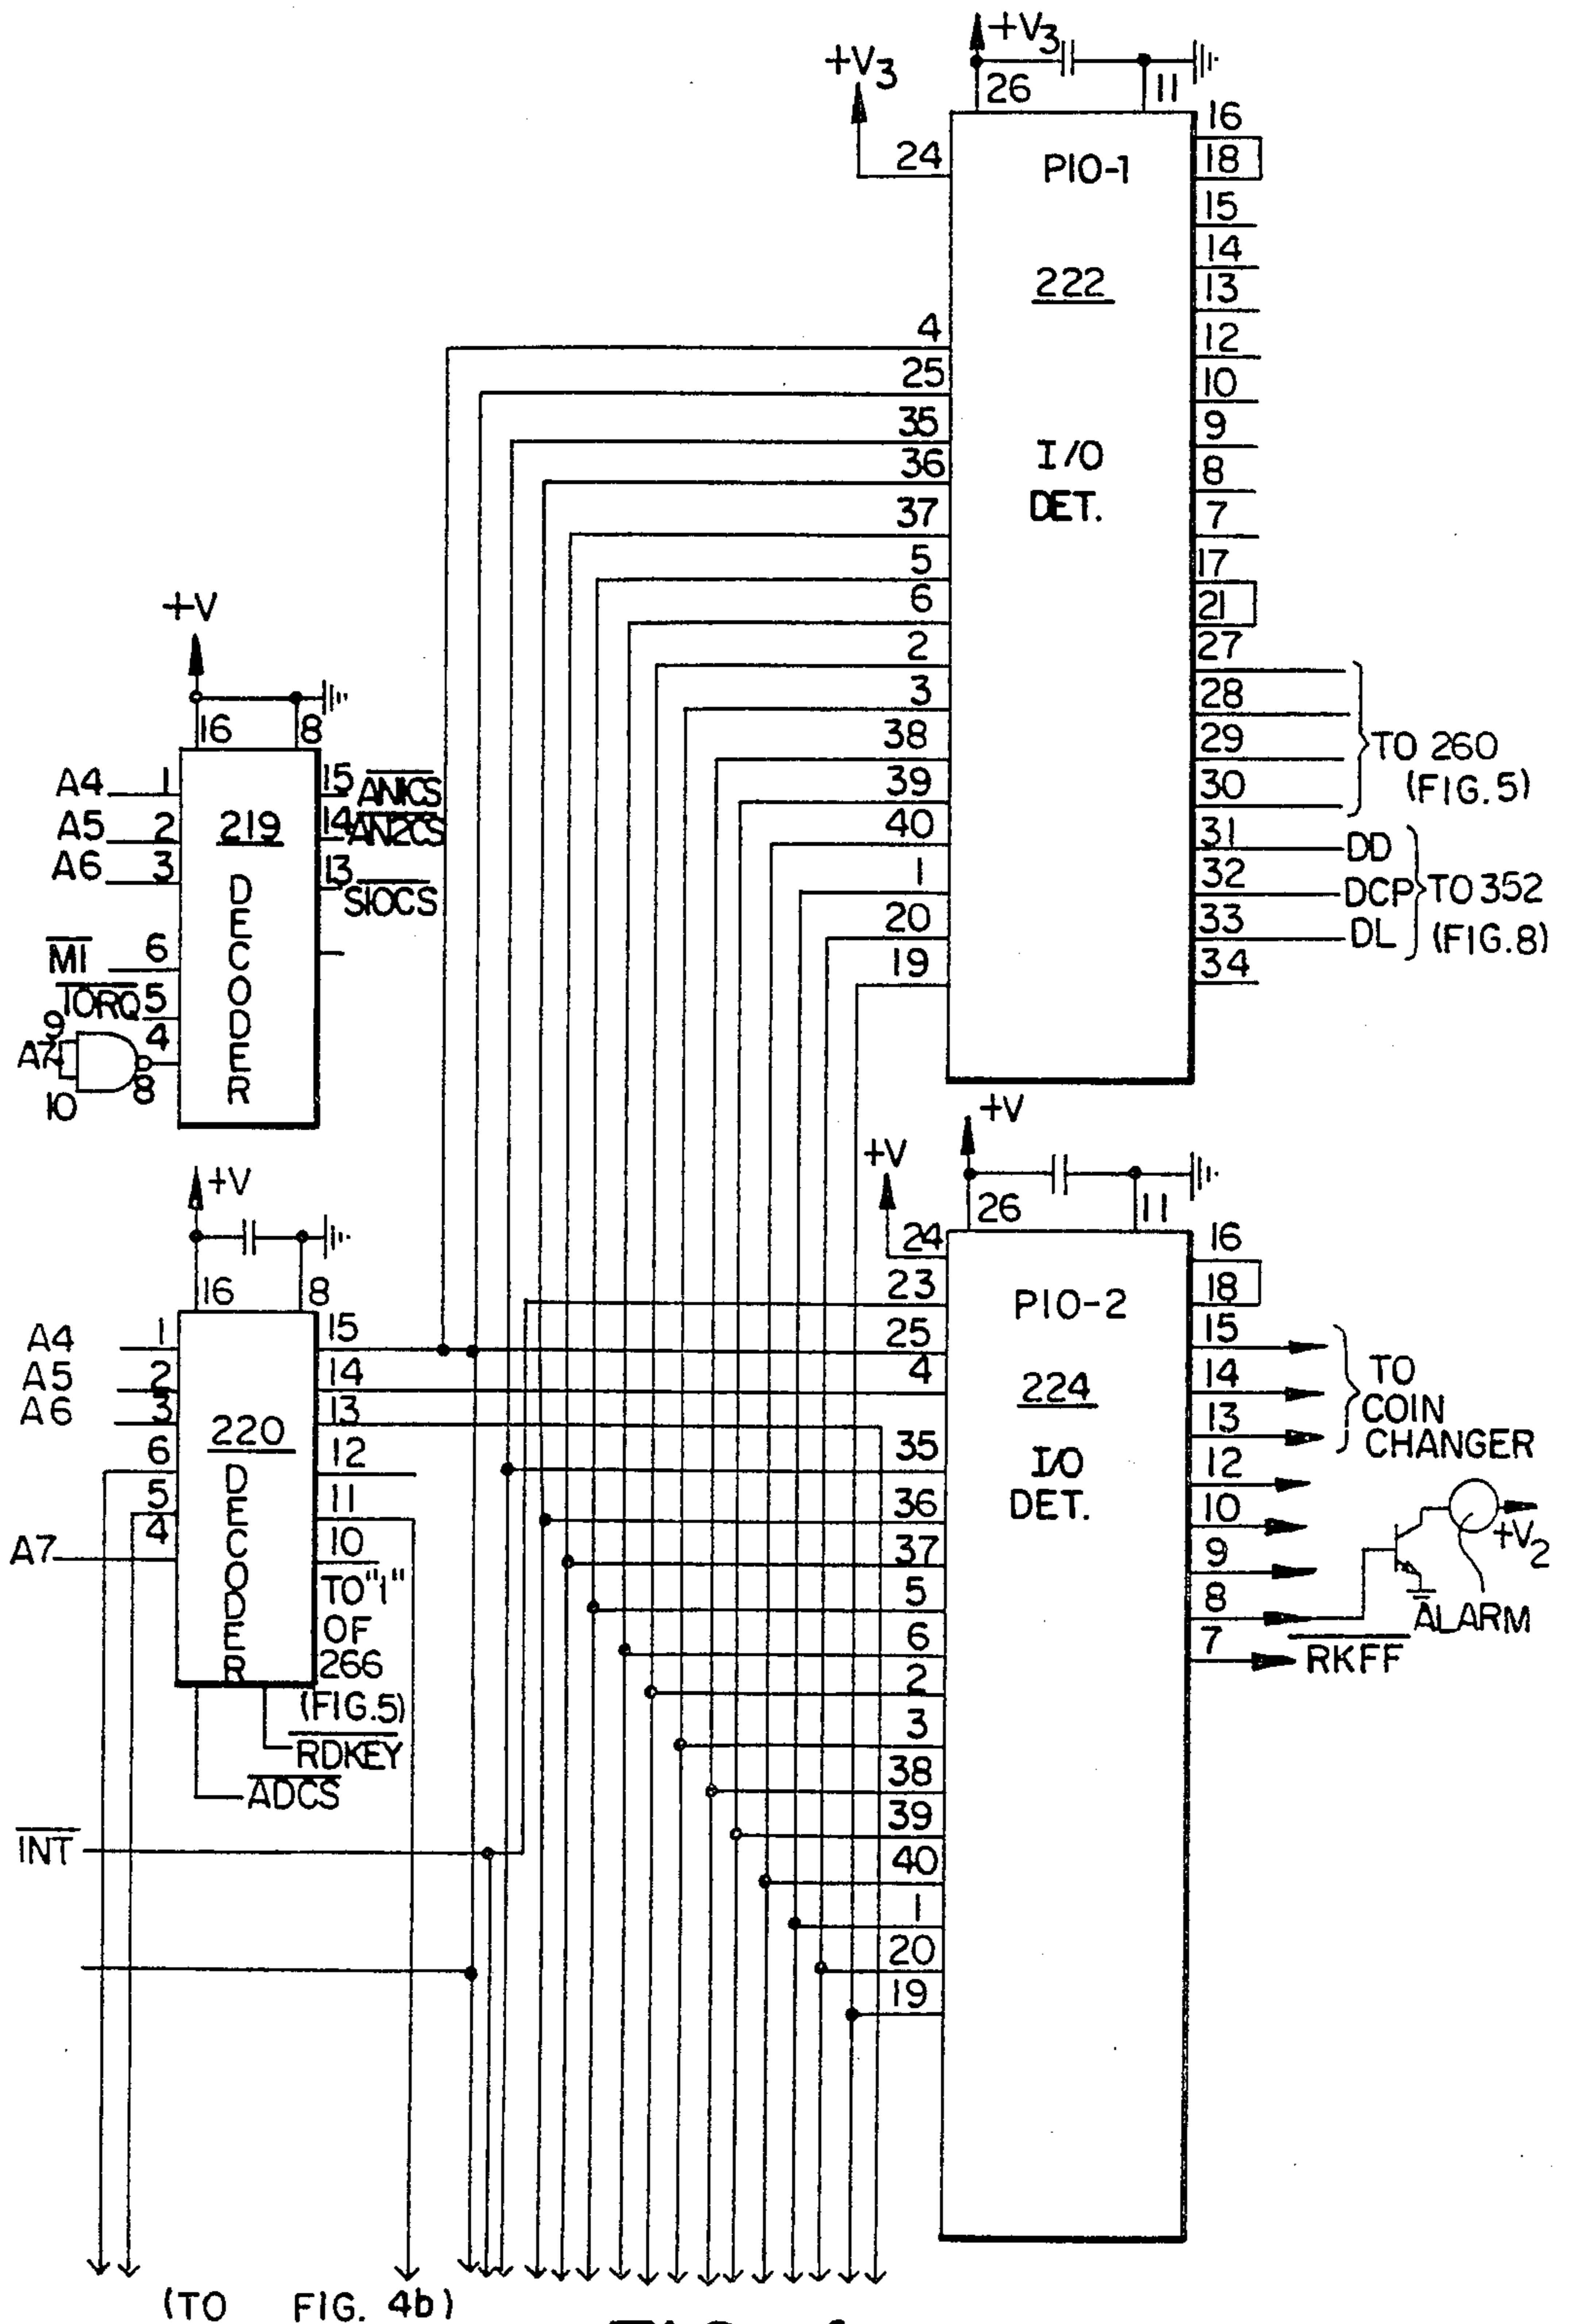 +V3
+V3
26
11
24
PIO-1
222
I/O
DET.
4
25
35
36
37
5
6
2
3
38
39
40
1
20
19
16
18
15
14
13
12
10
9
8
7
17
21
27
28
29
30
TO 260
(FIG. 5)
31
DD
32
DCP
33
DL
34
TO 352
(FIG. 8)
+V
16
8
A4
1
A5
2
A6
3
219
DECODER
15
AN1CS
14
AN2CS
13
SIOCS
MI
6
TORQ
5
9
4
10
8
+V
16
8
A4
1
A5
2
A6
3
220
DECODER
6
5
4
A7
15
14
13
12
11
10
TO "1"
OF
266
(FIG.5)
RDKEY
ADCS
INT
+V
+V
26
11
24
23
25
4
35
36
37
5
6
2
3
38
39
40
1
20
19
PIO-2
224
I/O
DET.
16
18
15
14
13
12
10
9
8
7
TO
COIN
CHANGER
+V2
ALARM
RKFF
(TO FIG. 4b)